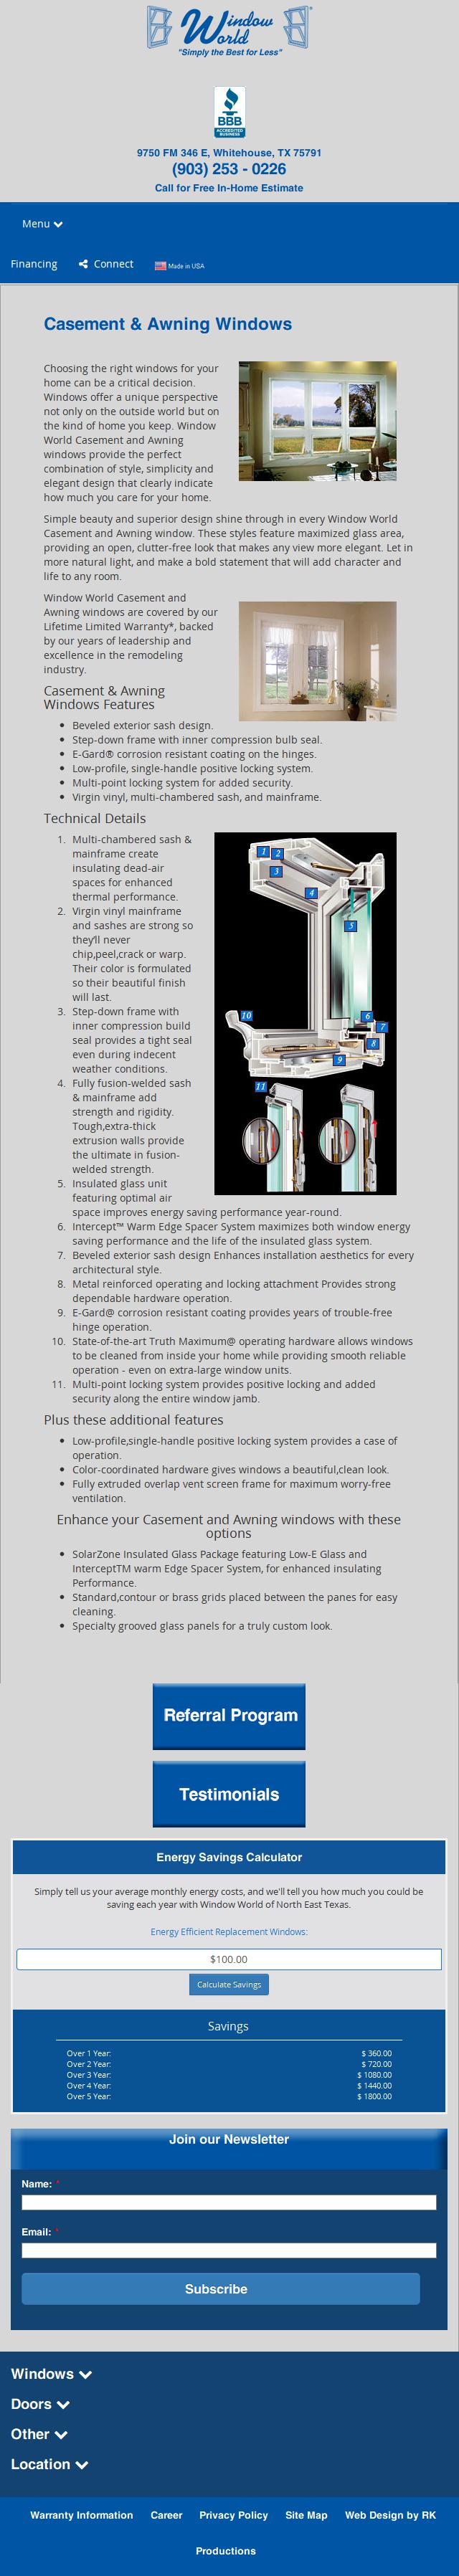 Window
World®
"Simply the Best for Less"
BBB
ACCREDITED
BUSINESS
9750 FM 346 E, Whitehouse, TX 75791
(903) 253 - 0226
Call for Free In-Home Estimate
Menu
Financing
Connect
Made in USA
Casement & Awning Windows
Choosing the right windows for your
home can be a critical decision.
Windows offer a unique perspective
not only on the outside world but on
the kind of home you keep. Window
World Casement and Awning
windows provide the perfect
combination of style, simplicity and
elegant design that clearly indicate
how much you care for your home.
Simple beauty and superior design shine through in every Window World
Casement and Awning window. These styles feature maximized glass area,
providing an open, clutter-free look that makes any view more elegant. Let in
more natural light, and make a bold statement that will add character and
life to any room.
Window World Casement and
Awning windows are covered by our
Lifetime Limited Warranty*, backed
by our years of leadership and
excellence in the remodeling
industry.
Casement & Awning
Windows Features
• Beveled exterior sash design.
• Step-down frame with inner compression bulb seal.
• E-Gard® corrosion resistant coating on the hinges.
• Low-profile, single-handle positive locking system.
• Multi-point locking system for added security.
• Virgin vinyl, multi-chambered sash, and mainframe.
Technical Details
1. Multi-chambered sash &
mainframe create
insulating dead-air
spaces for enhanced
thermal performance.
2. Virgin vinyl mainframe
and sashes are strong so
they'll never
chip,peel,crack or warp.
Their color is formulated
so their beautiful finish
will last.
3. Step-down frame with
inner compression build
seal provides a tight seal
even during indecent
weather conditions.
4. Fully fusion-welded sash
& mainframe add
strength and rigidity.
Tough,extra-thick
extrusion walls provide
the ultimate in fusion-
welded strength.
5. Insulated glass unit
featuring optimal air
space improves energy saving performance year-round.
6. Intercept™ Warm Edge Spacer System maximizes both window energy
saving performance and the life of the insulated glass system.
7. Beveled exterior sash design Enhances installation aesthetics for every
architectural style.
8. Metal reinforced operating and locking attachment Provides strong
dependable hardware operation.
9. E-Gard@ corrosion resistant coating provides years of trouble-free
hinge operation.
10. State-of-the-art Truth Maximum@ operating hardware allows windows
to be cleaned from inside your home while providing smooth reliable
operation - even on extra-large window units.
11. Multi-point locking system provides positive locking and added
security along the entire window jamb.
1
2
3
4
5
10
6
7
8
9
11
Plus these additional features
• Low-profile,single-handle positive locking system provides a case of
operation.
• Color-coordinated hardware gives windows a beautiful,clean look.
• Fully extruded overlap vent screen frame for maximum worry-free
ventilation.
Enhance your Casement and Awning windows with these
options
• SolarZone Insulated Glass Package featuring Low-E Glass and
InterceptTM warm Edge Spacer System, for enhanced insulating
Performance.
• Standard,contour or brass grids placed between the panes for easy
cleaning.
• Specialty grooved glass panels for a truly custom look.
Referral Program
Testimonials
Energy Savings Calculator
Simply tell us your average monthly energy costs, and we'll tell you how much you could be
saving each year with Window World of North East Texas.
Energy Efficient Replacement Windows:
$100.00
Calculate Savings
Savings
Over 1 Year: $ 360.00
Over 2 Year: $ 720.00
Over 3 Year: $ 1080.00
Over 4 Year: $ 1440.00
Over 5 Year: $ 1800.00
Join our Newsletter
Name: *
Email: *
Subscribe
Windows
Doors
Other
Location
Warranty Information Career Privacy Policy Site Map Web Design by RK
Productions